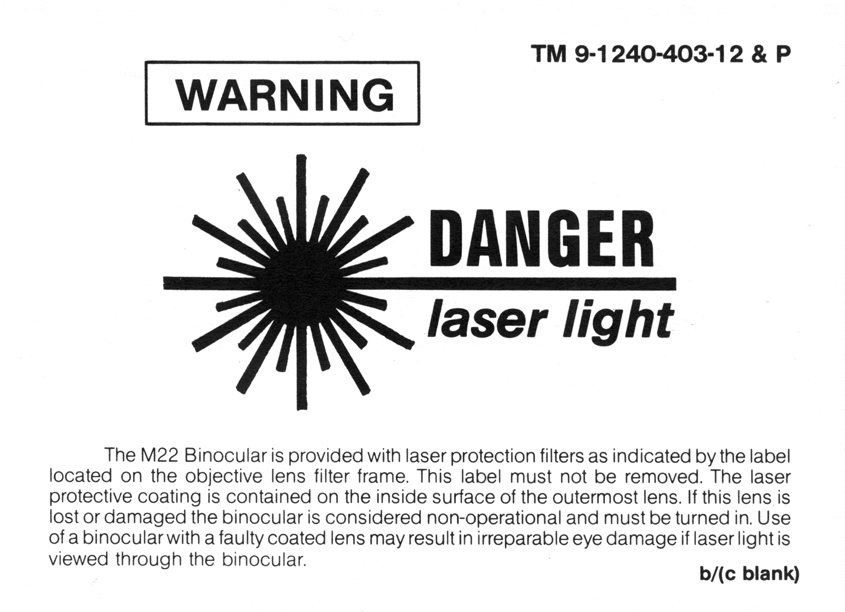 TM 9-1240-403-12 & P
WARNING
DANGER
laser light
The M22 Binocular is provided with laser protection filters as indicated by the label
located on the objective lens filter frame. This label must not be removed. The laser
protective coating is contained on the inside surface of the outermost lens. If this lens is
lost or damaged the binocular is considered non-operational and must be turned in. Use
of a binocular with a faulty coated lens may result in irreparable eye damage if laser light is
viewed through the binocular.
b/(c blank)